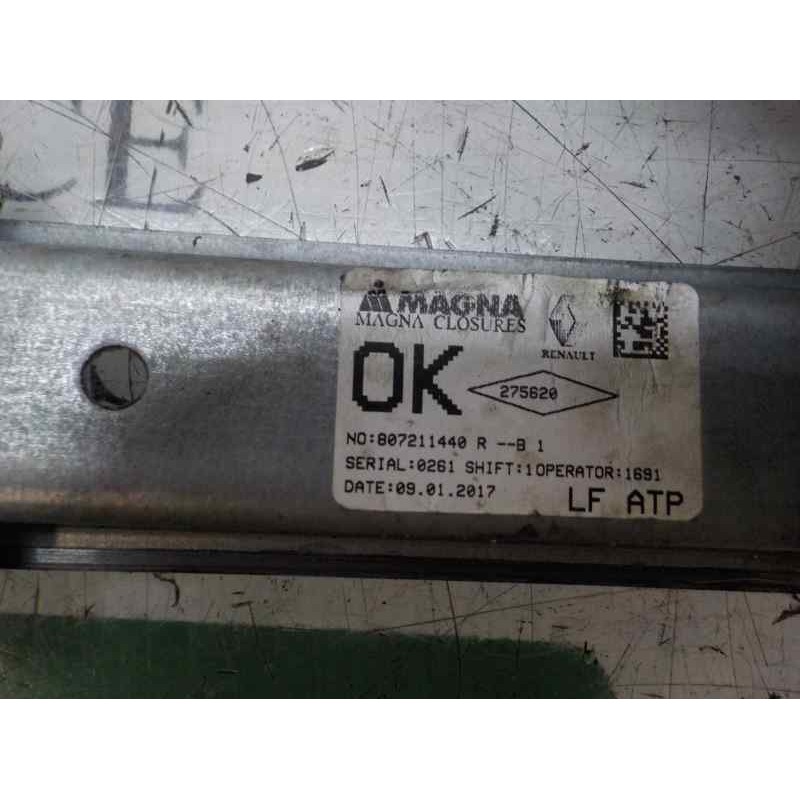 MAGNA
MAGNA CLOSURES
RENAULT
OK
275620
NO:807211440 R --B 1
SERIAL:0261 SHIFT:1OPERATOR:1691
DATE:09.01.2017
LF ATP